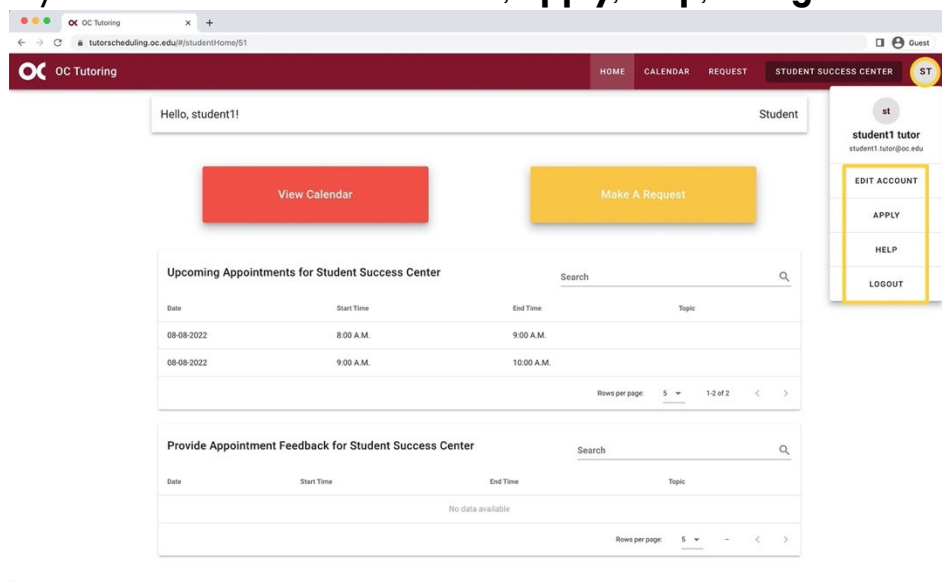 OC Tutoring
tutorscheduling.oc.edu/#/studentHome/51
Guest
OC Tutoring
HOME CALENDAR REQUEST STUDENT SUCCESS CENTER ST
Hello, student1! Student
st
student1 tutor
student1.tutor@oc.edu
EDIT ACCOUNT
APPLY
HELP
LOGOUT
View Calendar Make A Request
Upcoming Appointments for Student Success Center Search
Date Start Time End Time Topic
08-08-2022 8:00 A.M. 9:00 A.M.
08-08-2022 9:00 A.M. 10:00 A.M.
Rows per page: 5 1-2 of 2
Provide Appointment Feedback for Student Success Center Search
Date Start Time End Time Topic
No data available
Rows per page: 5 –